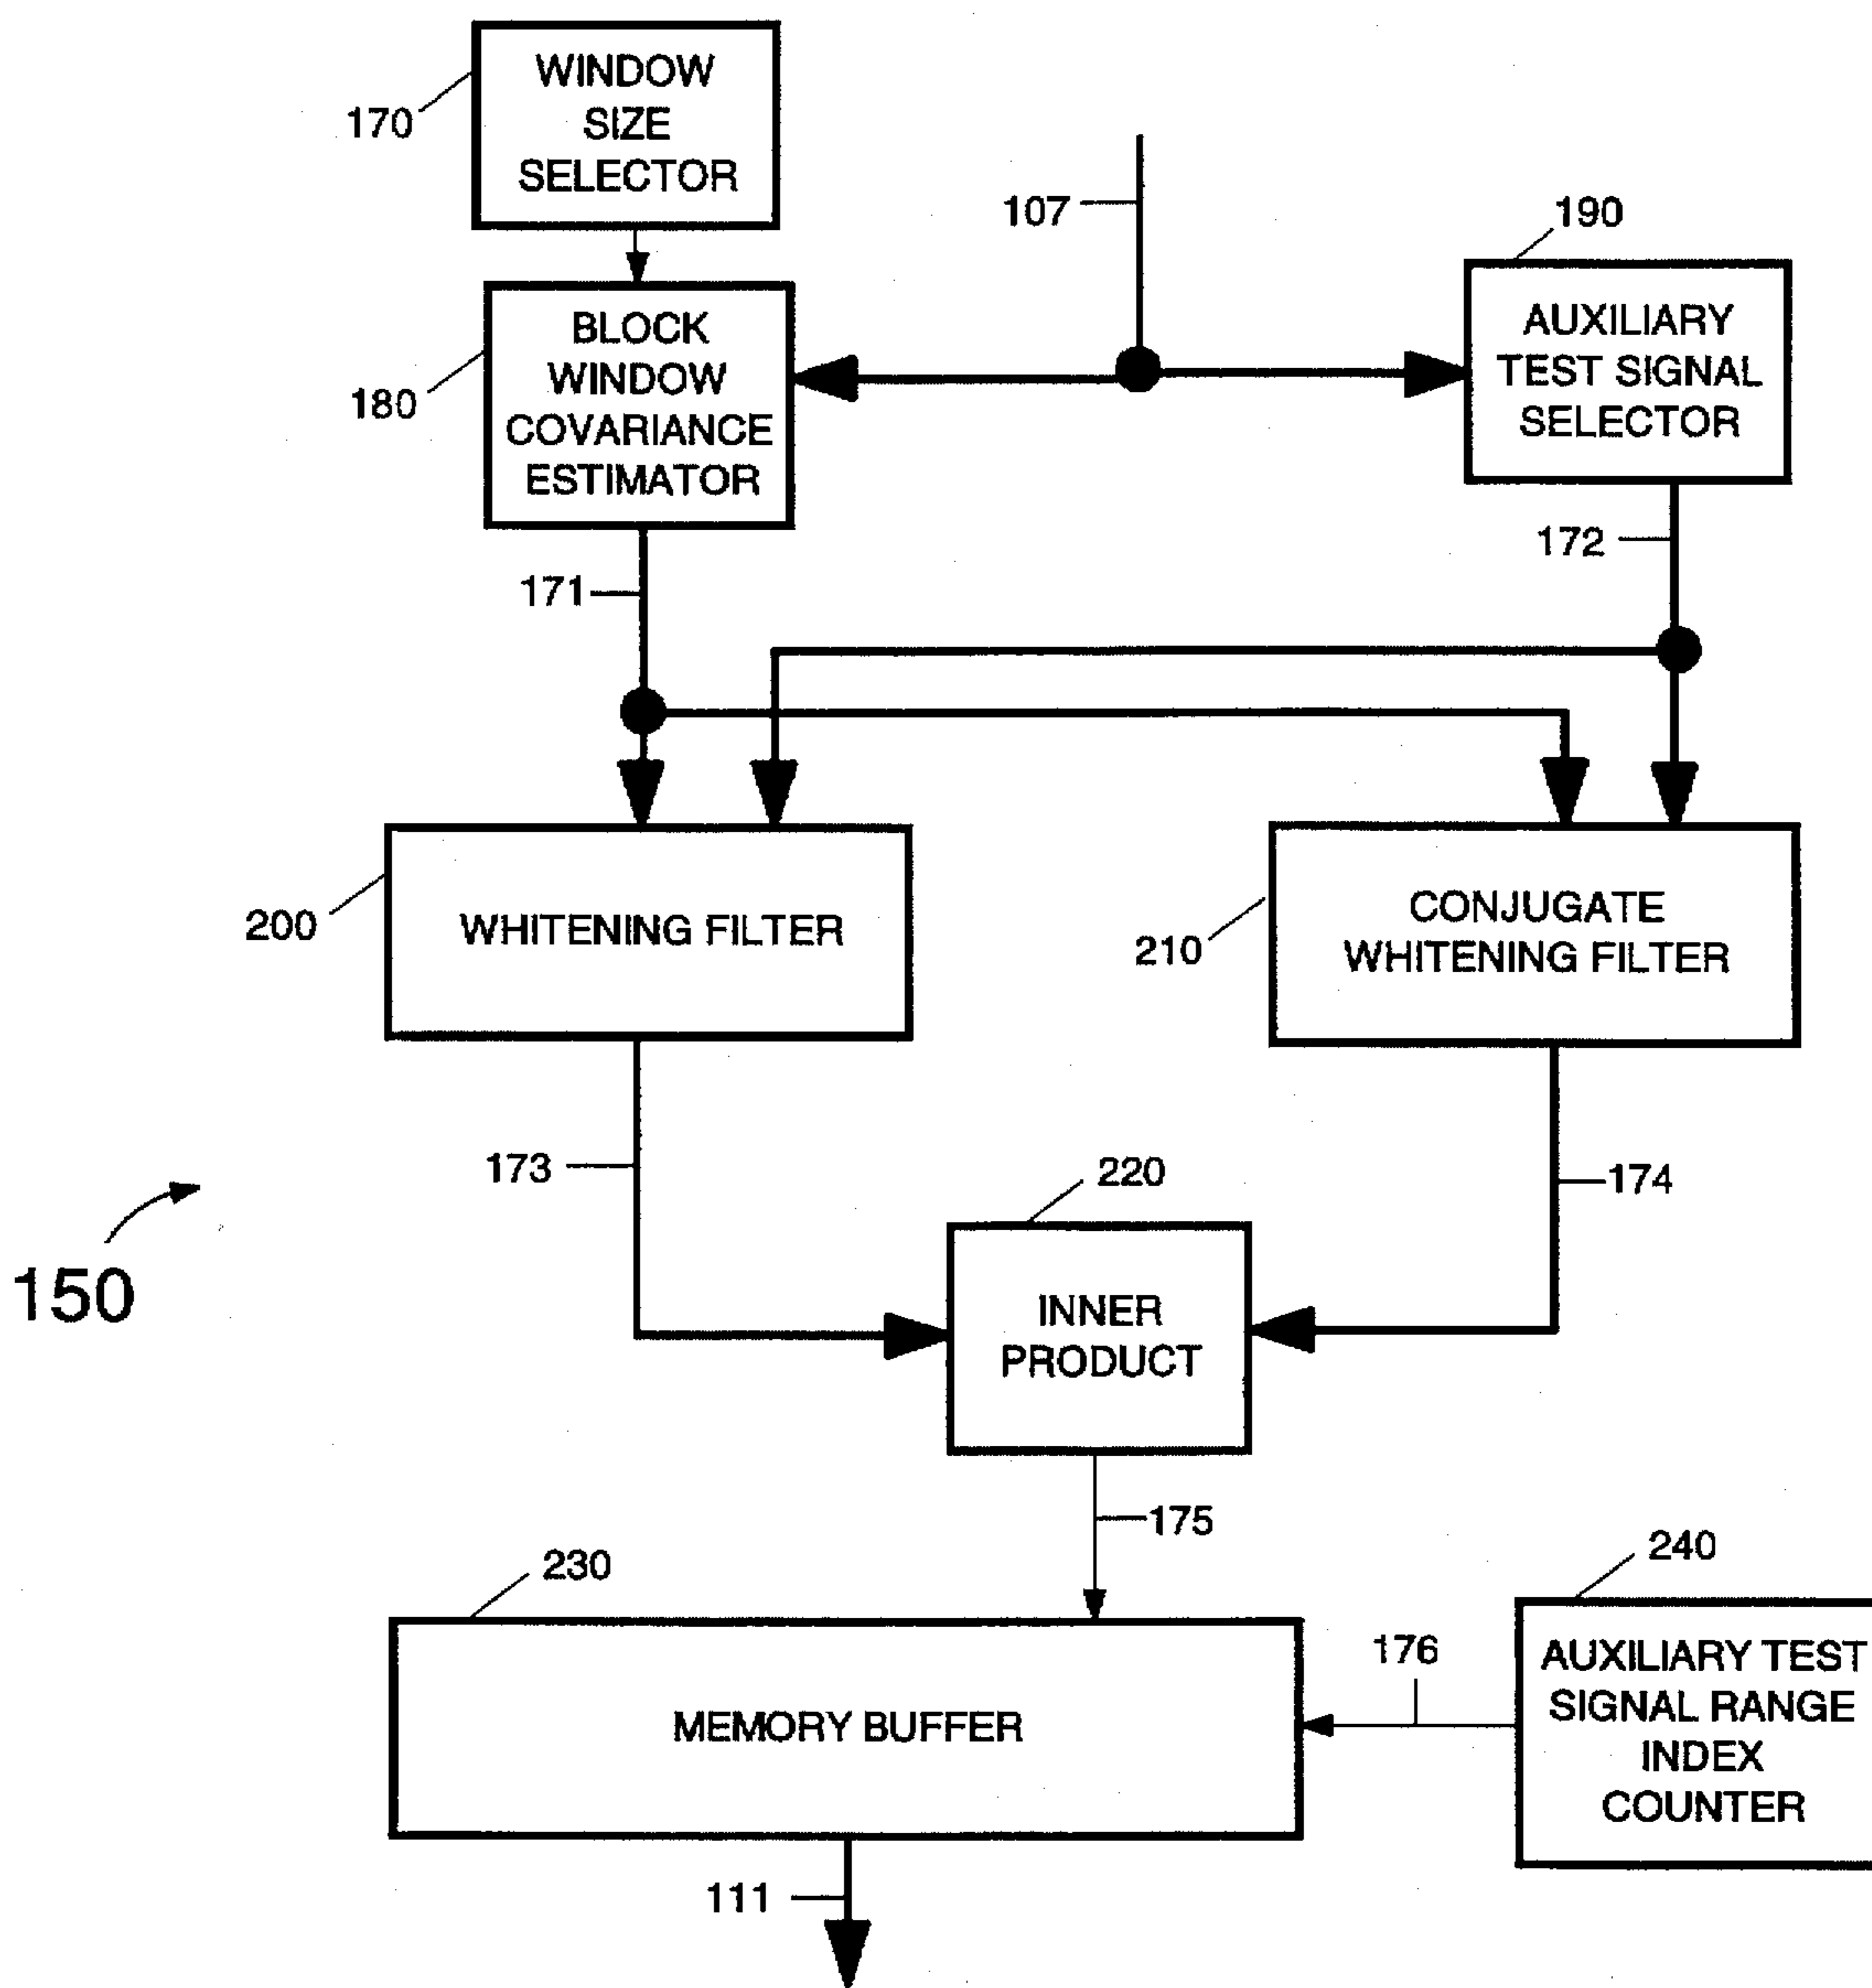 WINDOW
SIZE
SELECTOR
170
107
190
BLOCK
WINDOW
COVARIANCE
ESTIMATOR
180
AUXILIARY
TEST SIGNAL
SELECTOR
171
172
WHITENING FILTER
200
CONJUGATE
WHITENING FILTER
210
173
174
220
150
INNER
PRODUCT
175
230
240
MEMORY BUFFER
176
AUXILIARY TEST
SIGNAL RANGE
INDEX
COUNTER
111